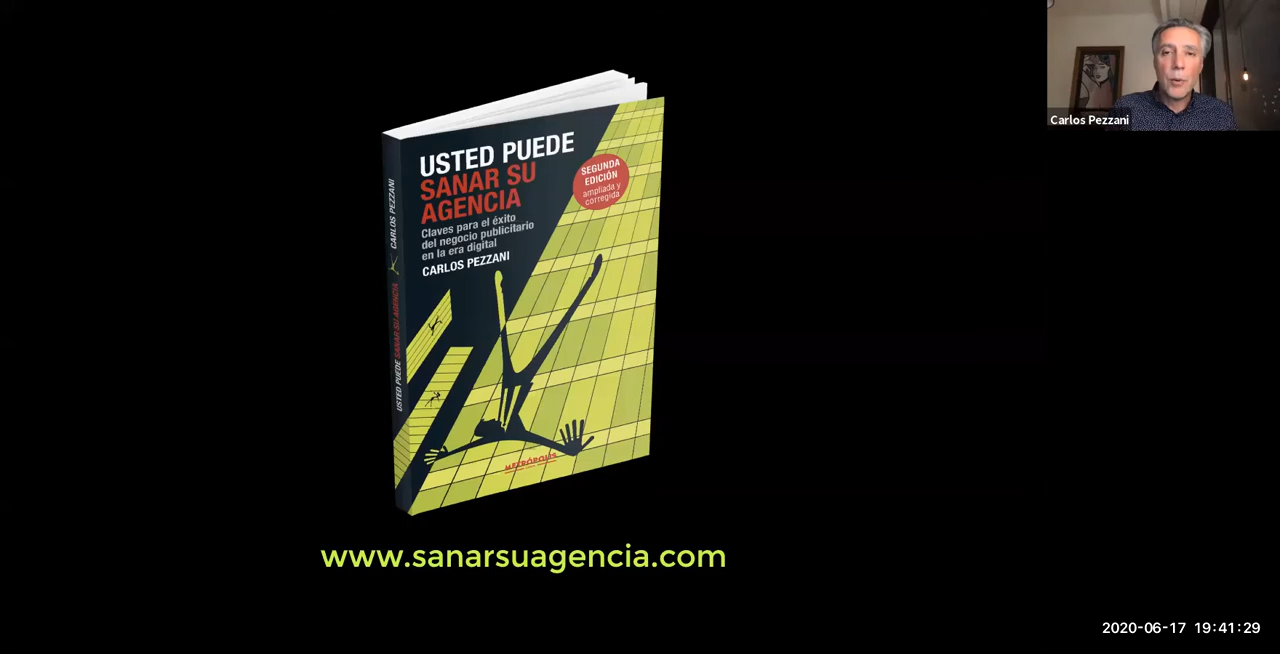 USTED PUEDE
SANAR SU
AGENCIA
Claves para el éxito
del negocio publicitario
en la era digital
CARLOS PEZZANI
SEGUNDA
EDICIÓN
ampliada y
corregida
METRÓPOLIS
USTED PUEDE SANAR SU AGENCIA CARLOS PEZZANI
www.sanarsuagencia.com
Carlos Pezzani
2020-06-17 19:41:29